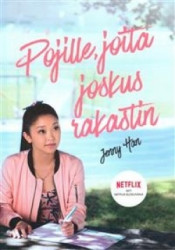 Pojille, joita
joskus
rakastin
Jenny Han
NETFLIX